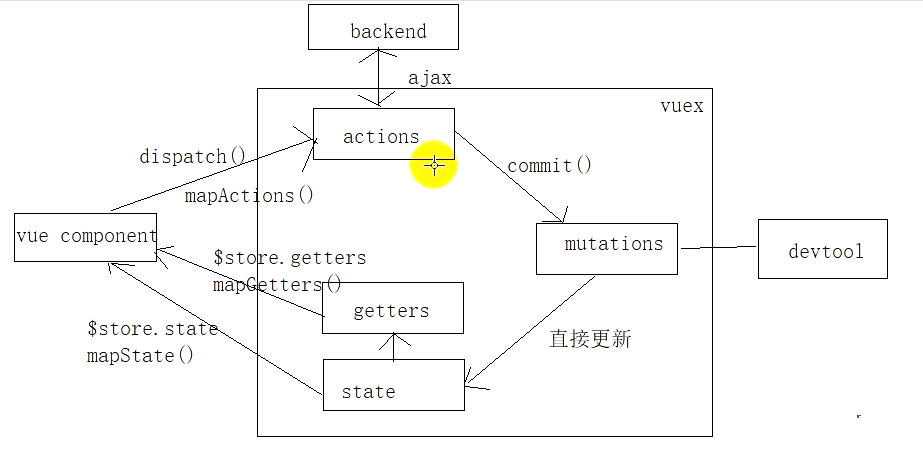 backend
ajax
vuex
actions
dispatch()
commit()
mapActions()
vue component
mutations
devtool
$store.getters
mapGetters()
getters
$store.state
mapState()
直接更新
state